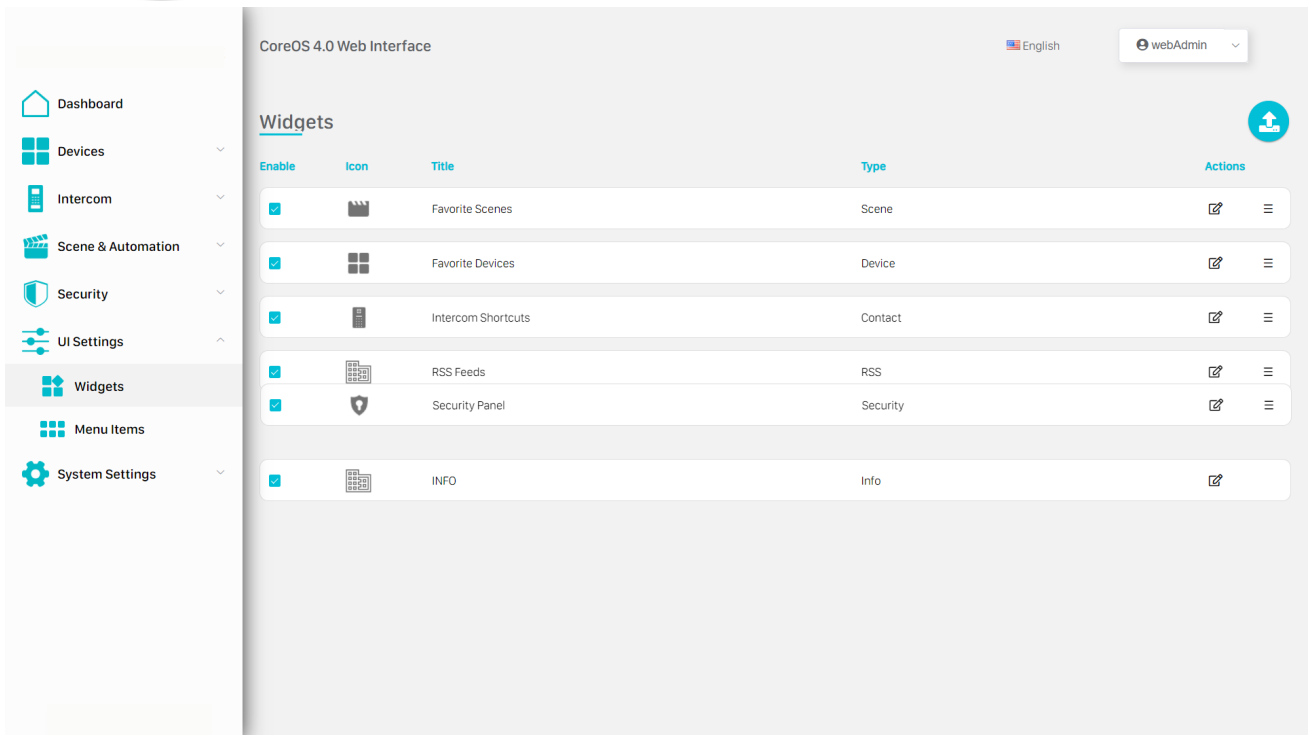 CoreOS 4.0 Web Interface
English
webAdmin
Dashboard
Devices
Intercom
Scene & Automation
Security
UI Settings
Widgets
Menu Items
System Settings
Widgets
Enable Icon Title Type Actions
Favorite Scenes Scene
Favorite Devices Device
Intercom Shortcuts Contact
RSS Feeds RSS
Security Panel Security
INFO Info